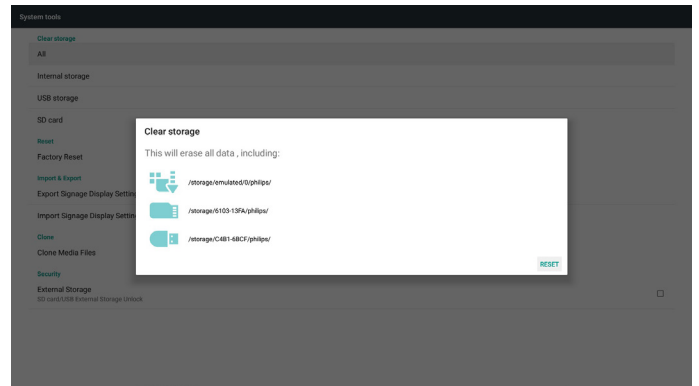 System tools
Clear storage
All
Internal storage
USB storage
SD card
Reset
Factory Reset
Import & Export
Export Signage Display Setting
Import Signage Display Settin
Clone
Clone Media Files
Security
External Storage
SD card/USB External Storage Unlock
Clear storage
This will erase all data , including:
/storage/emulated/0/philips/
/storage/6103-13FA/philips/
/storage/C4B1-6BCF/philips/
RESET